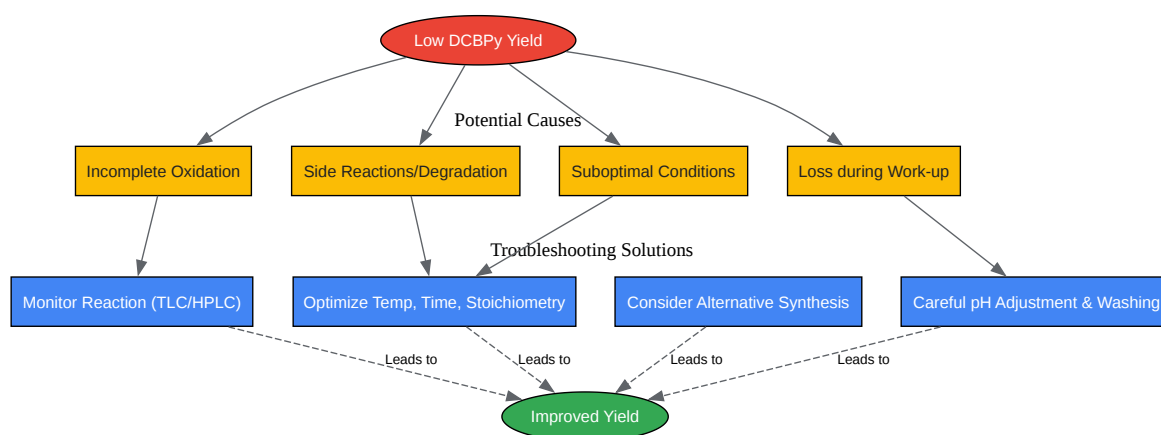 Low DCBPy Yield
Potential Causes
Incomplete Oxidation
Side Reactions/Degradation
Suboptimal Conditions
Loss during Work-up
Troubleshooting Solutions
Monitor Reaction (TLC/HPLC)
Optimize Temp, Time, Stoichiometry
Consider Alternative Synthesis
Careful pH Adjustment & Washing
Leads to
Leads to
Leads to
Leads to
Improved Yield